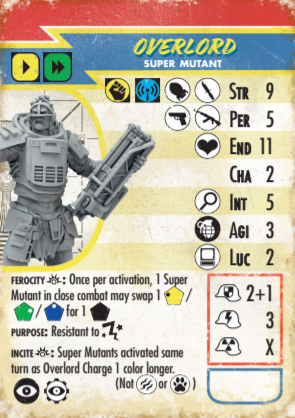 OVERLORD
SUPER MUTANT
STR 9
PER 5
END 11
CHA 2
INT 5
AGI 3
LUC 2
FEROCITY: Once per activation, 1 Super
Mutant in close combat may swap 1 /
/ for 1
PURPOSE: Resistant to
INCITE: Super Mutants activated same
turn as Overlord Charge 1 color longer.
(Not or )
2+1
3
X